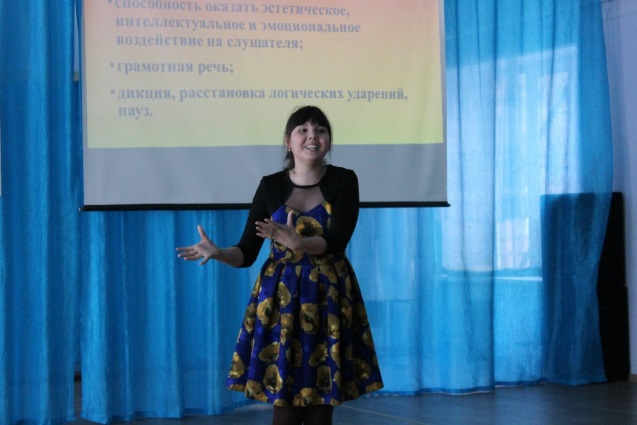 •способность оказать эстетическое,
интеллектуальное и эмоциональное
воздействие на слушателя;
•грамотная речь;
•дикция, расстановка логических ударений,
пауз.